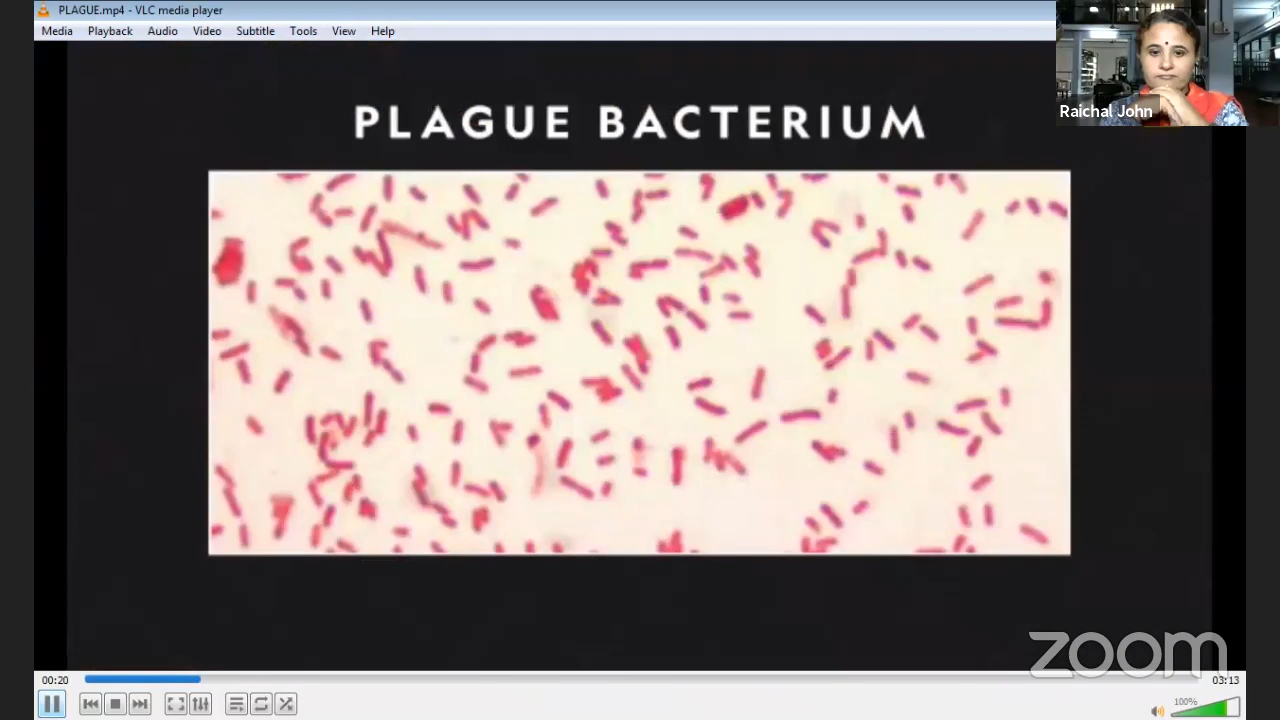 PLAGUE.mp4 - VLC media player
Media Playback Audio Video Subtitle Tools View Help
Raichal John
PLAGUE BACTERIUM
zoom
00:20
03:13
100%